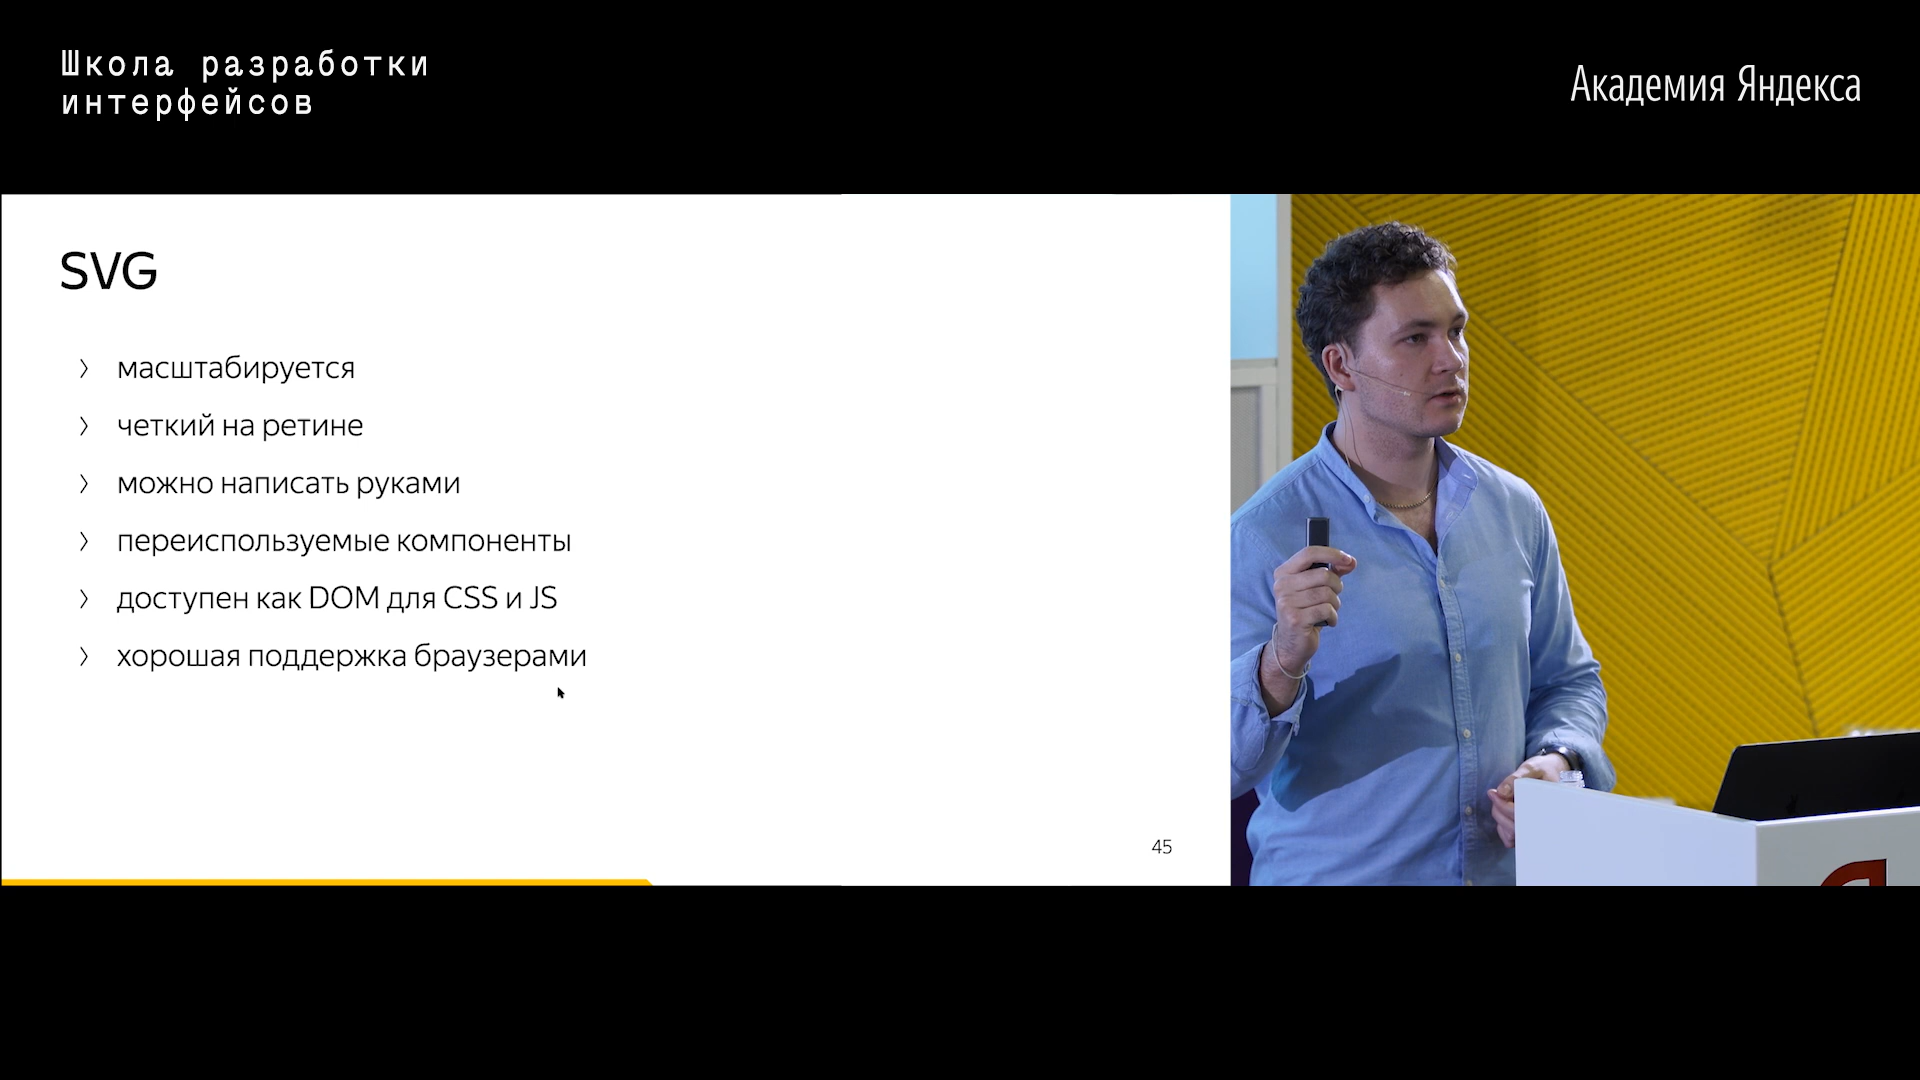 Школа разработки
интерфейсов
Академия Яндекса
SVG
масштабируется
четкий на ретине
можно написать руками
переиспользуемые компоненты
доступен как DOM для CSS и JS
хорошая поддержка браузерами
45